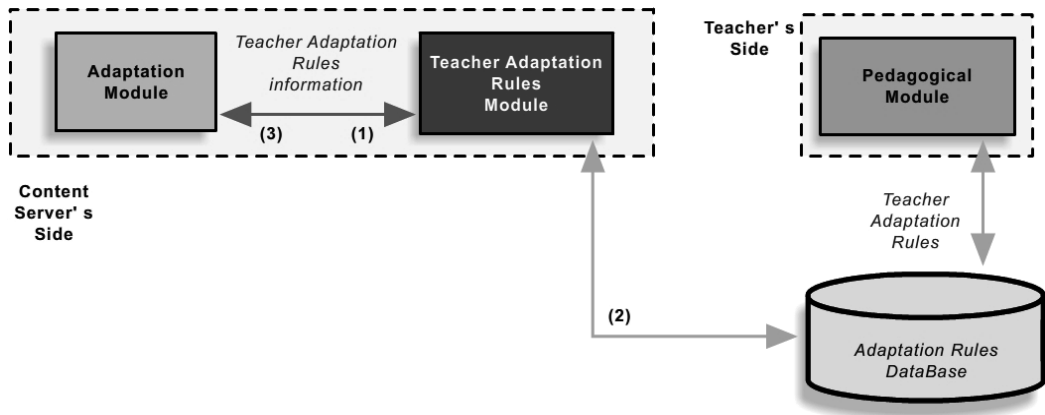 Adaptation
Module
Teacher Adaptation
Rules
information
(3)
(1)
Teacher Adaptation
Rules
Module
Content
Server' s
Side
Teacher' s
Side
Pedagogical
Module
Teacher
Adaptation
Rules
(2)
Adaptation Rules
DataBase